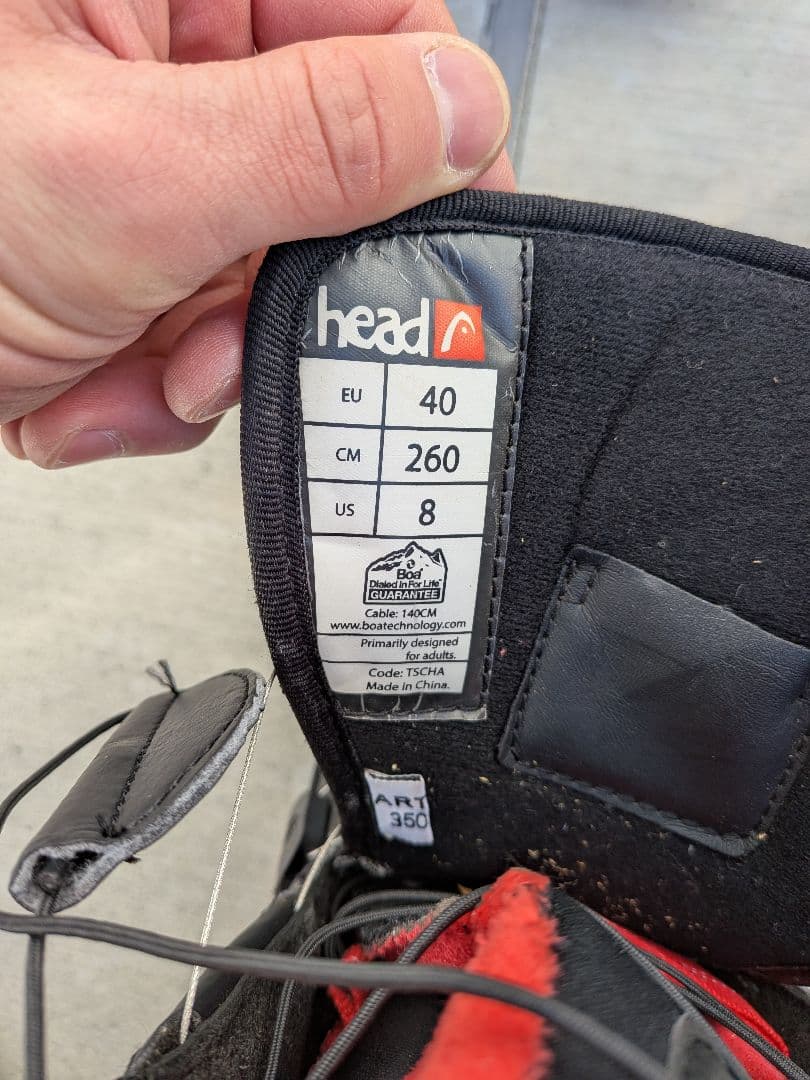 head
EU 40
CM 260
US 8
Boa
Dialed In For Life™
GUARANTEE
Cable: 140CM
www.boatechnology.com
Primarily designed
for adults.
Code: TSCHA
Made in China.
ART
350